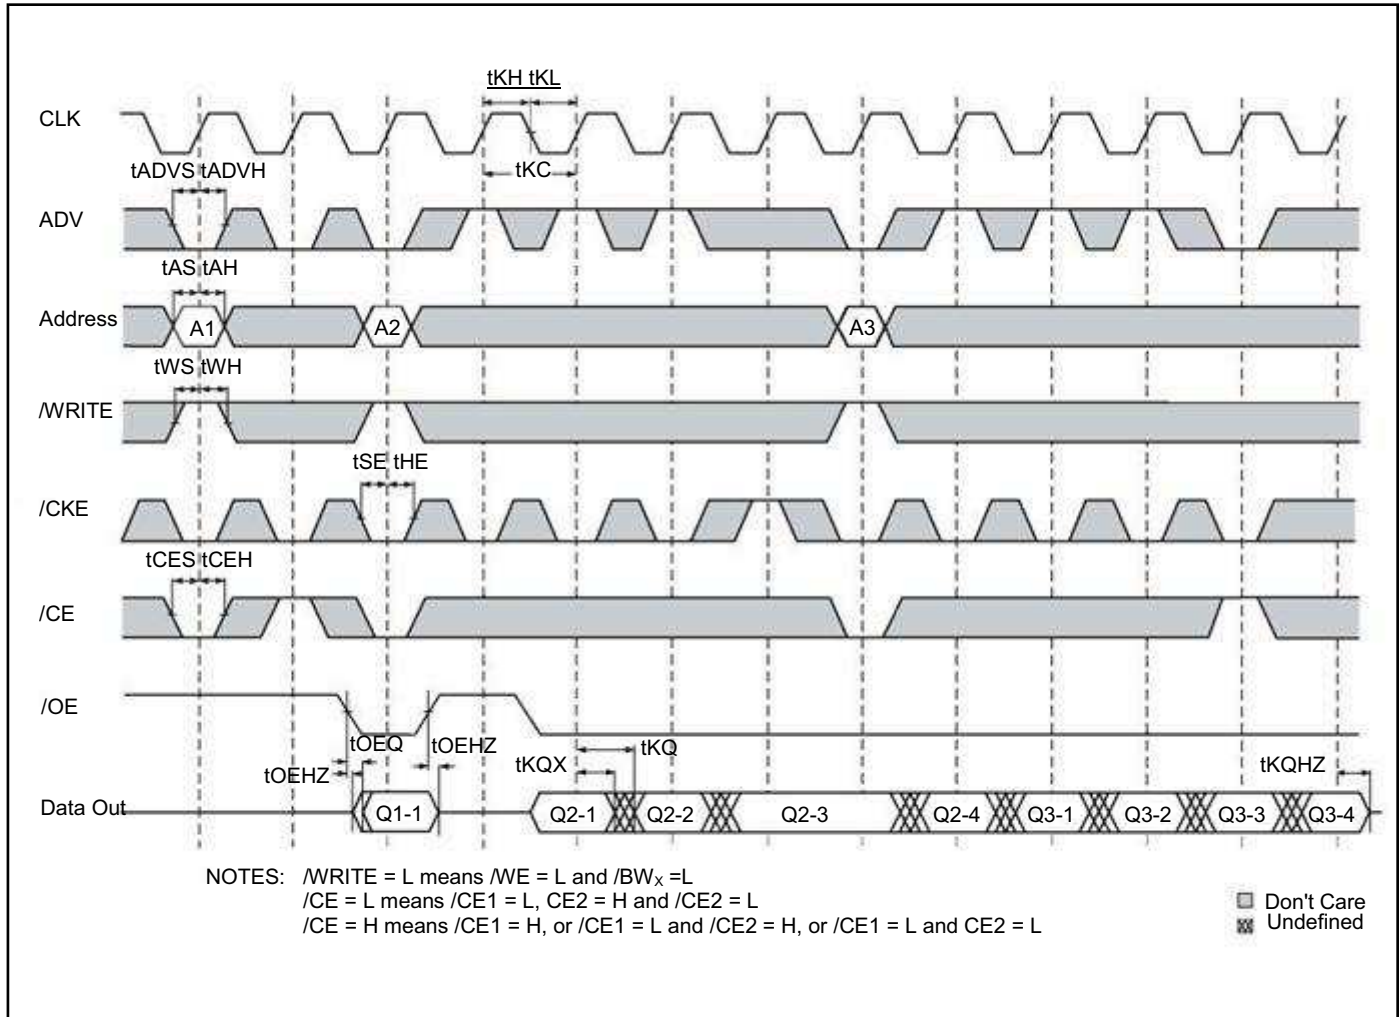 tKH tKL
CLK
tADVS tADVH
tKC
ADV
tAS tAH
Address
A1
A2
A3
tWS tWH
/WRITE
tSE tHE
/CKE
tCES tCEH
/CE
/OE
tOEQ
tOEHZ
tKQ
tOEHZ
tKQX
tKQHZ
Data Out
Q1-1
Q2-1
Q2-2
Q2-3
Q2-4
Q3-1
Q3-2
Q3-3
Q3-4
NOTES: /WRITE = L means /WE = L and /BWX =L
/CE = L means /CE1 = L, CE2 = H and /CE2 = L
/CE = H means /CE1 = H, or /CE1 = L and /CE2 = H, or /CE1 = L and CE2 = L
Don't Care
Undefined